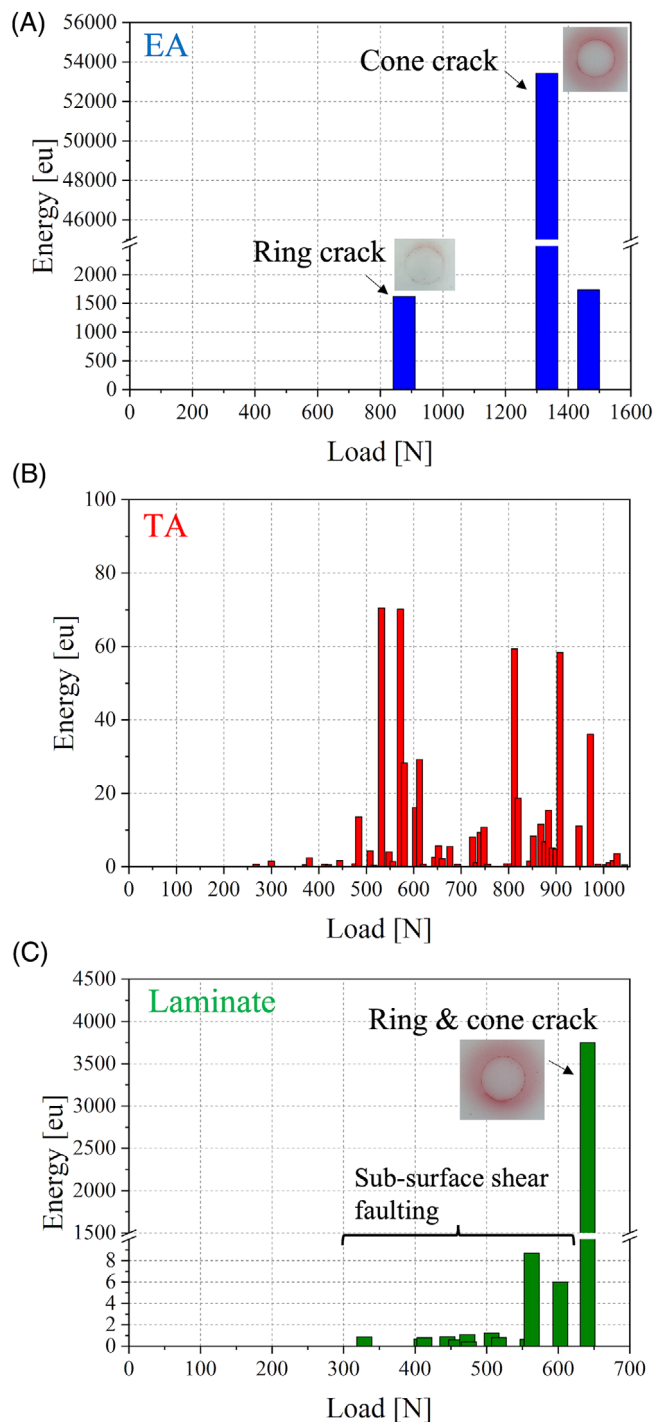 (A)
EA
Cone crack
Ring crack
Energy [eu]
56000
54000
52000
50000
48000
46000
2000
1500
1000
500
0
0 200 400 600 800 1000 1200 1400 1600
Load [N]
(B)
TA
Energy [eu]
100
80
60
40
20
0
0 100 200 300 400 500 600 700 800 900 1000
Load [N]
(C)
Laminate
Ring & cone crack
Sub-surface shear
faulting
Energy [eu]
4500
4000
3500
3000
2500
2000
1500
8
6
4
2
0
0 100 200 300 400 500 600 700
Load [N]